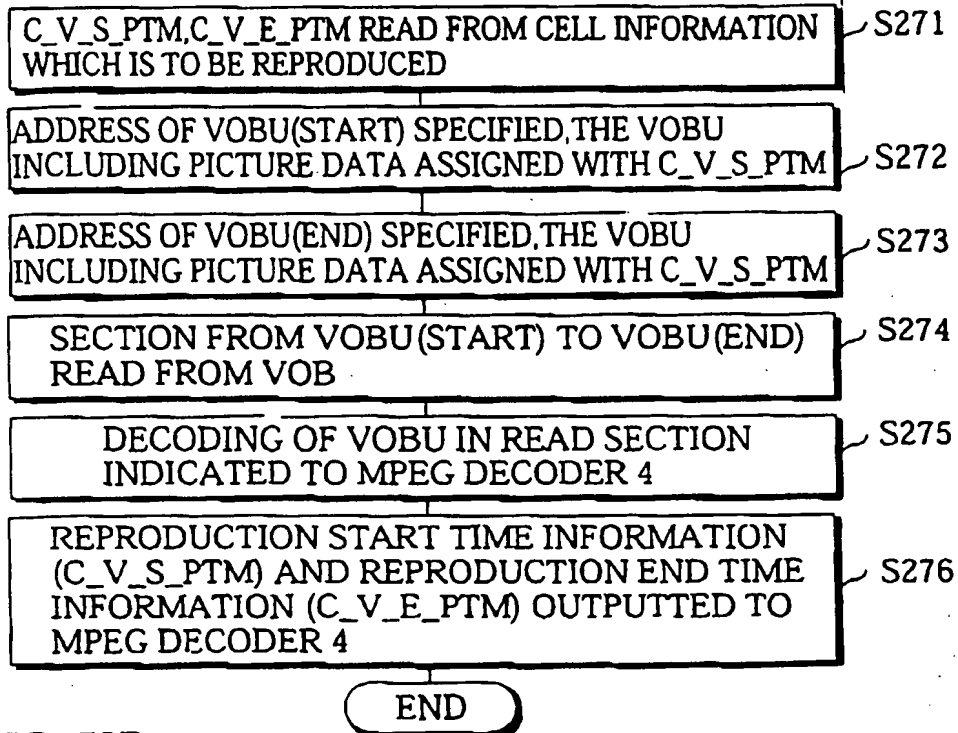 C_V_S_PTM,C_V_E_PTM READ FROM CELL INFORMATION
WHICH IS TO BE REPRODUCED
S271
ADDRESS OF VOBU(START) SPECIFIED,THE VOBU
INCLUDING PICTURE DATA ASSIGNED WITH C_V_S_PTM
S272
ADDRESS OF VOBU(END) SPECIFIED,THE VOBU
INCLUDING PICTURE DATA ASSIGNED WITH C_V_S_PTM
S273
SECTION FROM VOBU(START) TO VOBU(END)
READ FROM VOB
S274
DECODING OF VOBU IN READ SECTION
INDICATED TO MPEG DECODER 4
S275
REPRODUCTION START TIME INFORMATION
(C_V_S_PTM) AND REPRODUCTION END TIME
INFORMATION (C_V_E_PTM) OUTPUTTED TO
MPEG DECODER 4
S276
END